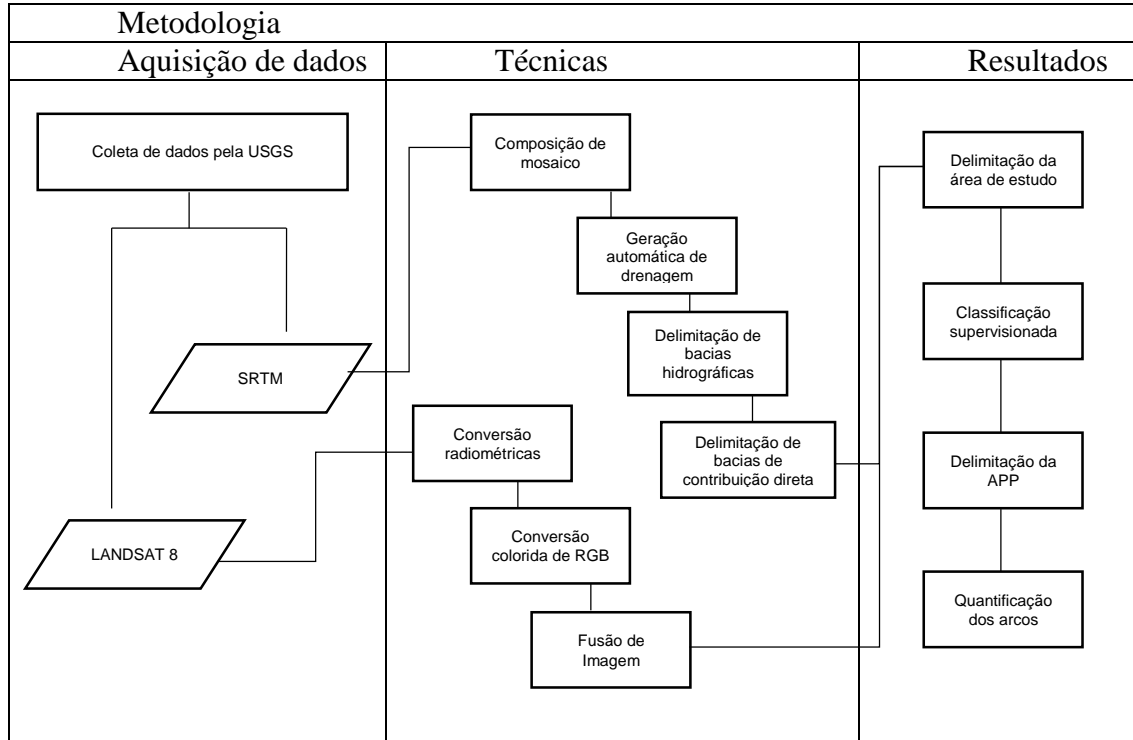 Metodologia
Aquisição de dados
Técnicas
Resultados
Coleta de dados pela USGS
SRTM
LANDSAT 8
Composição de
mosaico
Geração
automática de
drenagem
Delimitação de
bacias
hidrográficas
Delimitação de
bacias de
contribuição direta
Conversão
radiométricas
Conversão
colorida de RGB
Fusão de
Imagem
Delimitação da
área de estudo
Classificação
supervisionada
Delimitação da
APP
Quantificação
dos arcos